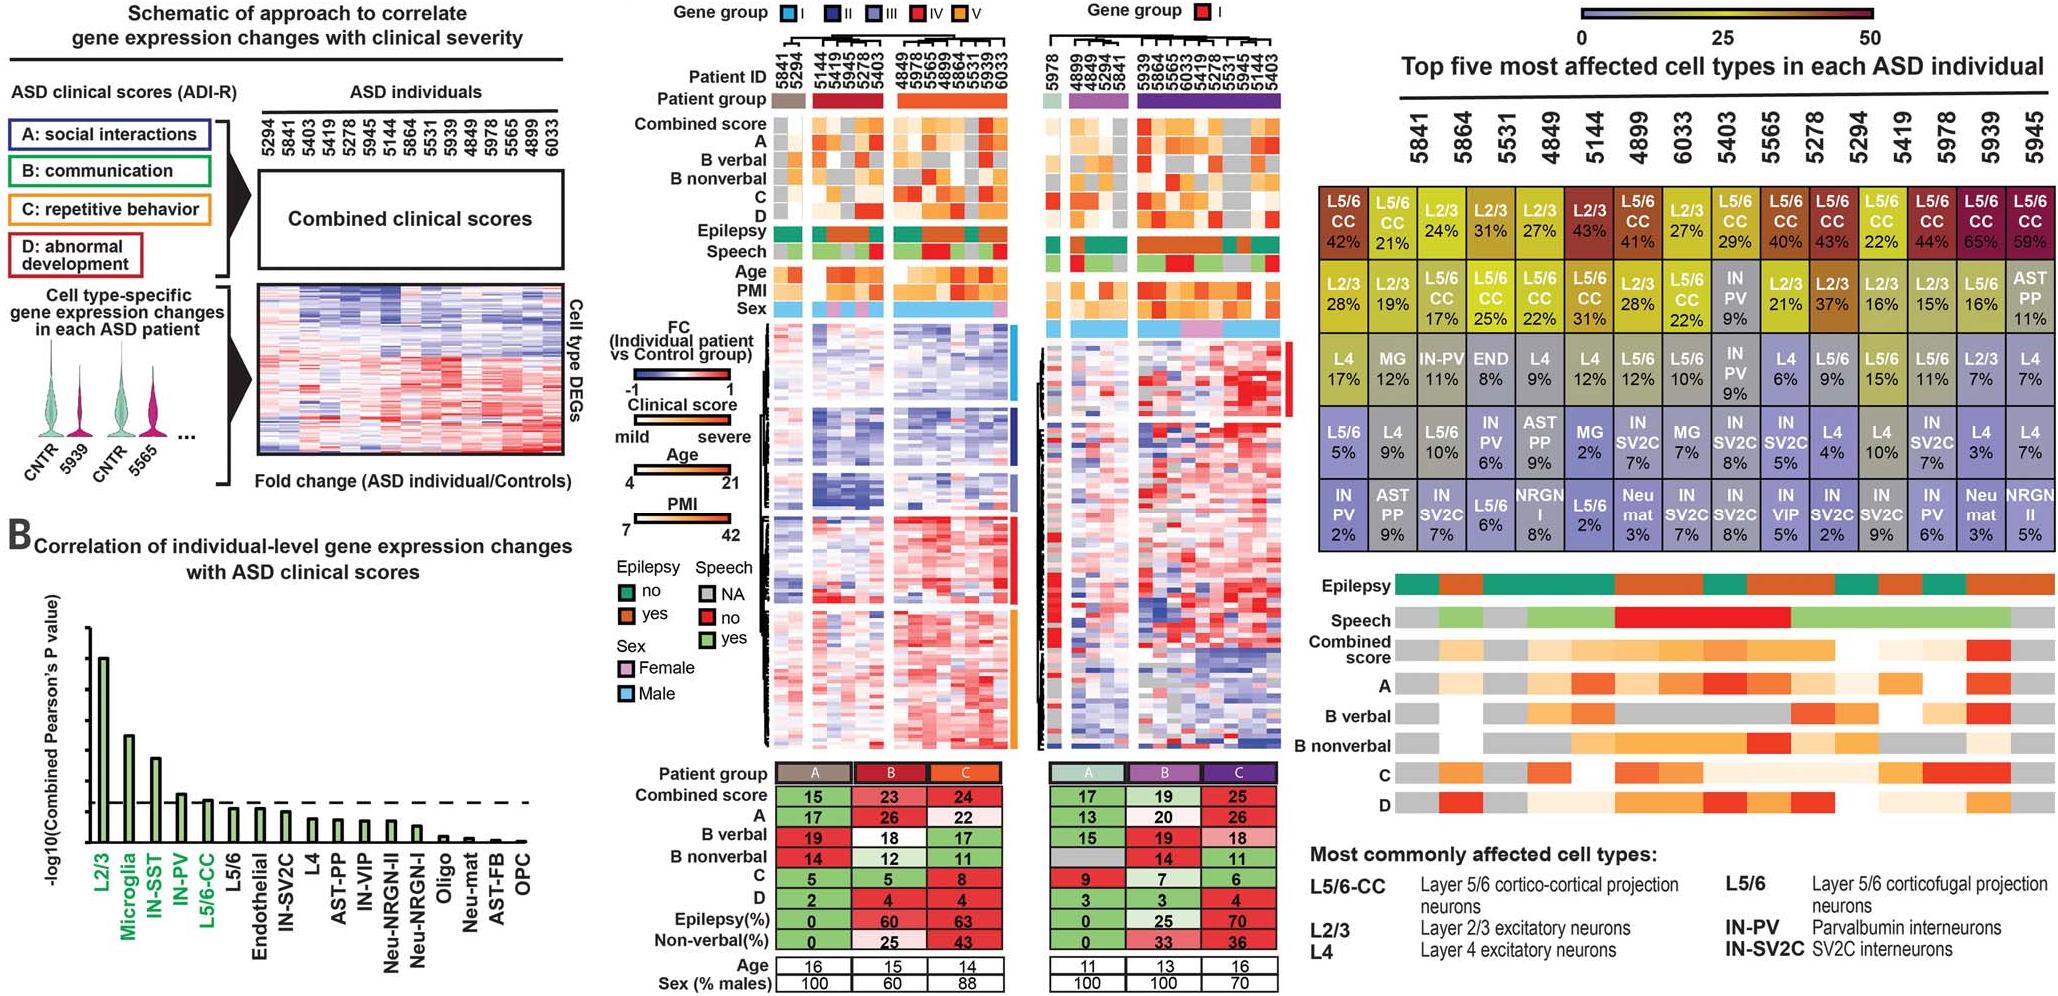 Schematic of approach to correlate
gene expression changes with clinical severity
ASD clinical scores (ADI-R)
ASD individuals
A: social interactions
B: communication
C: repetitive behavior
D: abnormal
development
5294 5841 5403 5419 5278 5945 5144 5864 5531 5939 4849 5978 5565 4899 6033
Combined clinical scores
Cell type-specific
gene expression changes
in each ASD patient
CNTR 5939 CNTR 5565 ...
Cell type DEGs
Fold change (ASD individual/Controls)
B
Correlation of individual-level gene expression changes
with ASD clinical scores
-log10(Combined Pearson's P value)
L2/3
Microglia
IN-SST
IN-PV
L5/6-CC
L5/6
Endothelial
IN-SV2C
L4
AST-PP
IN-VIP
Neu-NRGN-II
Neu-NRGN-I
Oligo
Neu-mat
AST-FB
OPC
Gene group I II III IV V
Patient ID
5841 5294 5144 5419 5945 5278 5403 4849 5978 5565 4899 5864 5531 5939 6033
Patient group
Combined score
A
B verbal
B nonverbal
C
D
Epilepsy
Speech
Age
PMI
Sex
FC
(Individual patient
vs Control group)
-1 1
Clinical score
mild severe
Age
4 21
PMI
7 42
Epilepsy
no
yes
Speech
NA
no
yes
Sex
Female
Male
Gene group I
5978 4899 4849 5294 5841 5939 5864 5565 6033 5419 5278 5531 5945 5144 5403
Patient group A B C A B C
Combined score 15 23 24 17 19 25
A 17 26 22 13 20 26
B verbal 19 18 17 15 19 18
B nonverbal 14 12 11 14 11
C 5 5 8 9 7 6
D 2 4 4 3 3 4
Epilepsy(%) 0 60 63 0 25 70
Non-verbal(%) 0 25 43 0 33 36
Age 16 15 14 11 13 16
Sex (% males) 100 60 88 100 100 70
0 25 50
Top five most affected cell types in each ASD individual
5841 5864 5531 4849 5144 4899 6033 5403 5565 5278 5294 5419 5978 5939 5945
L5/6 L5/6 L2/3 L2/3 L2/3 L2/3 L5/6 L2/3 L5/6 L5/6 L5/6 L5/6 L5/6 L5/6 L5/6
CC CC CC CC CC CC CC CC CC CC
42% 21% 24% 31% 27% 43% 41% 27% 29% 40% 43% 22% 44% 65% 59%
L2/3 L2/3 L5/6 L5/6 L5/6 L5/6 L2/3 L5/6 IN L2/3 L2/3 L2/3 L2/3 L5/6 AST
CC CC CC CC CC PV PP
28% 19% 17% 25% 22% 31% 28% 22% 9% 21% 37% 16% 15% 16% 11%
L4 MG IN-PV END L4 L4 L5/6 L5/6 IN L4 L5/6 L5/6 L5/6 L2/3 L4
PV
17% 12% 11% 8% 9% 12% 12% 10% 9% 6% 9% 15% 11% 7% 7%
L5/6 L4 L5/6 IN AST MG IN MG IN IN L4 L4 IN L4 L4
PV PP SV2C SV2C SV2C SV2C
5% 9% 10% 6% 9% 2% 7% 7% 8% 5% 4% 10% 7% 3% 7%
IN AST IN L5/6 NRGN L5/6 Neu IN IN IN IN IN IN Neu NRGN
PV PP SV2C I mat SV2C SV2C VIP SV2C SV2C PV mat II
2% 9% 7% 6% 8% 2% 3% 7% 8% 5% 2% 9% 6% 3% 5%
Epilepsy
Speech
Combined
score
A
B verbal
B nonverbal
C
D
Most commonly affected cell types:
L5/6-CC Layer 5/6 cortico-cortical projection
neurons
L2/3 Layer 2/3 excitatory neurons
L4 Layer 4 excitatory neurons
L5/6 Layer 5/6 corticofugal projection
neurons
IN-PV Parvalbumin interneurons
IN-SV2C SV2C interneurons